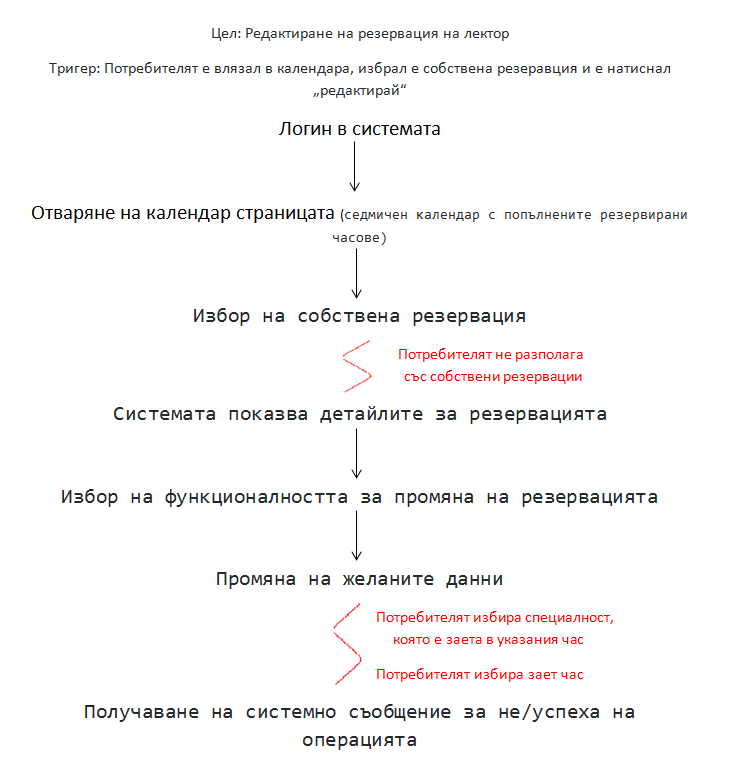 Цел: Редактиране на резервация на лектор
Тригер: Потребителят е влязал в календара, избрал е собствена резеравция и е натиснал
„редактирай“
Логин в системата
Отваряне на календар страницата (седмичен календар с попълнените резервирани
часове)
Избор на собствена резервация
Потребителят не разполага
със собствени резервации
Системата показва детайлите за резервацията
Избор на функционалността за промяна на резервацията
Промяна на желаните данни
Потребителят избира специалност,
която е заета в указания час
Потребителят избира зает час
Получаване на системно съобщение за не/успеха на
операцията